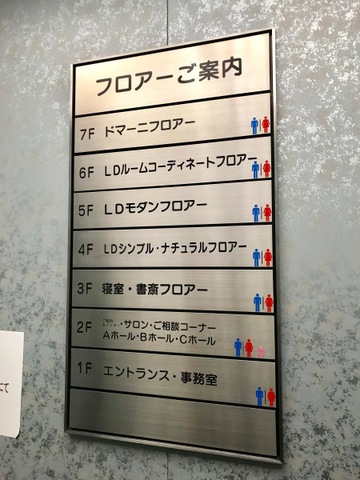 フロアーご案内
7F ドマーニフロアー
6F LDルームコーディネートフロアー
5F LDモダンフロアー
4F LDシンプル・ナチュラルフロアー
3F 寝室・書斎フロアー
2F ・サロン・ご相談コーナー
Aホール・Bホール・Cホール
1F エントランス・事務室
にて